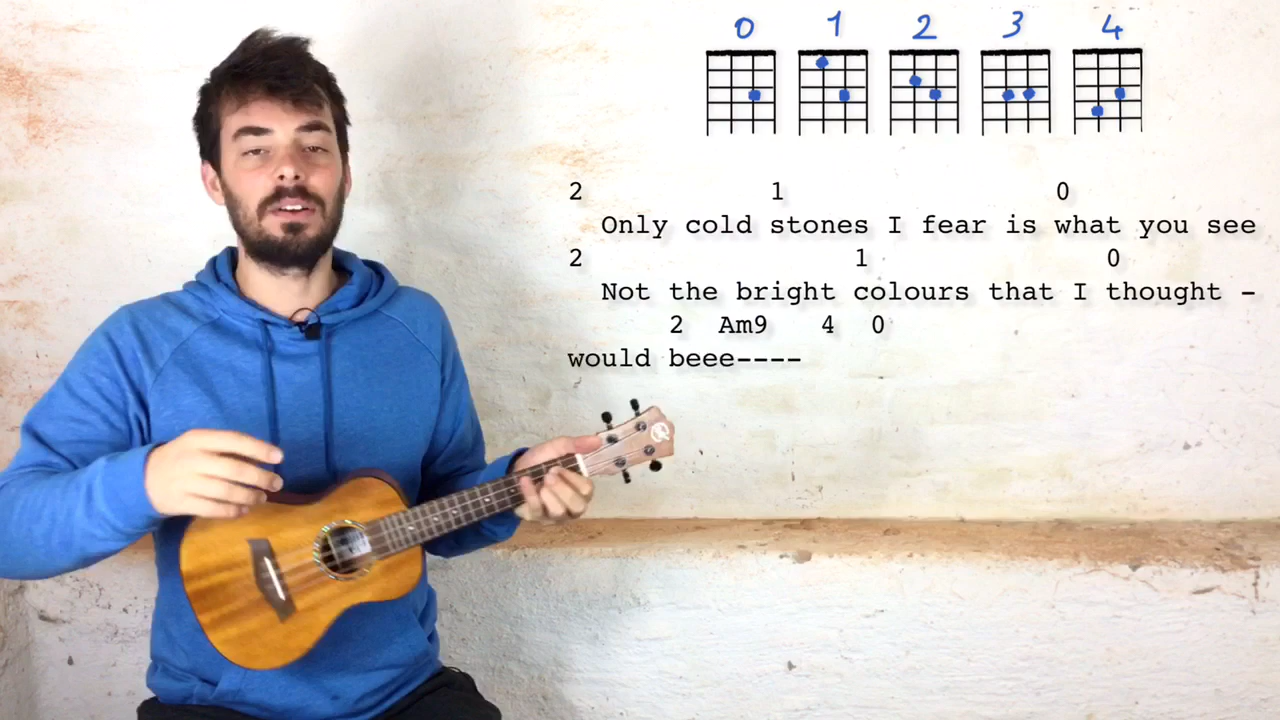 0 1 2 3 4
2 1 0
Only cold stones I fear is what you see
2 1 0
Not the bright colours that I thought -
2 Am9 4 0
would beee----